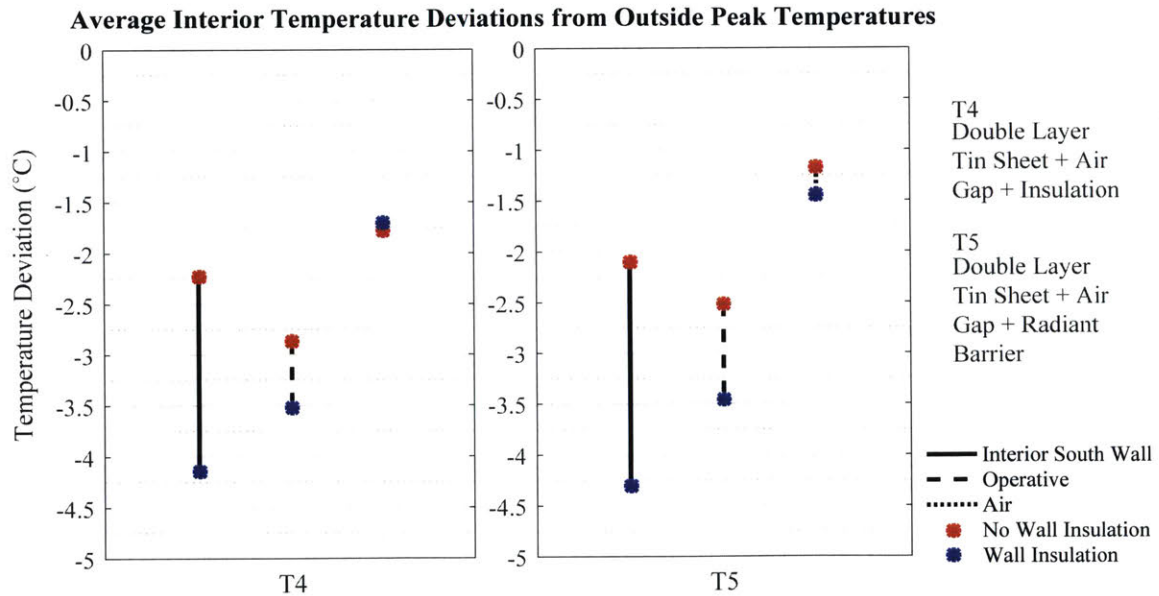 Average Interior Temperature Deviations from Outside Peak Temperatures
Temperature Deviation (°C)
0
-0.5
-1
-1.5
-2
-2.5
-3
-3.5
-4
-4.5
-5
T4
0
-0.5
-1
-1.5
-2
-2.5
-3
-3.5
-4
-4.5
-5
T5
T4
Double Layer
Tin Sheet + Air
Gap + Insulation
T5
Double Layer
Tin Sheet + Air
Gap + Radiant
Barrier
Interior South Wall
Operative
Air
No Wall Insulation
Wall Insulation